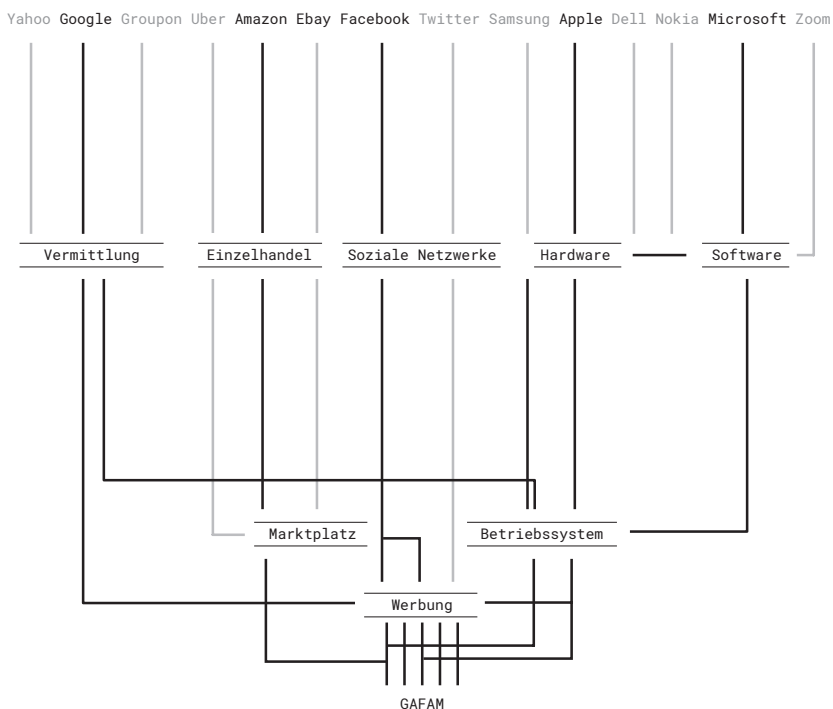 Yahoo Google Groupon Uber Amazon Ebay Facebook Twitter Samsung Apple Dell Nokia Microsoft Zoom
Vermittlung Einzelhandel Soziale Netzwerke Hardware Software
Marktplatz Betriebssystem
Werbung
GAFAM